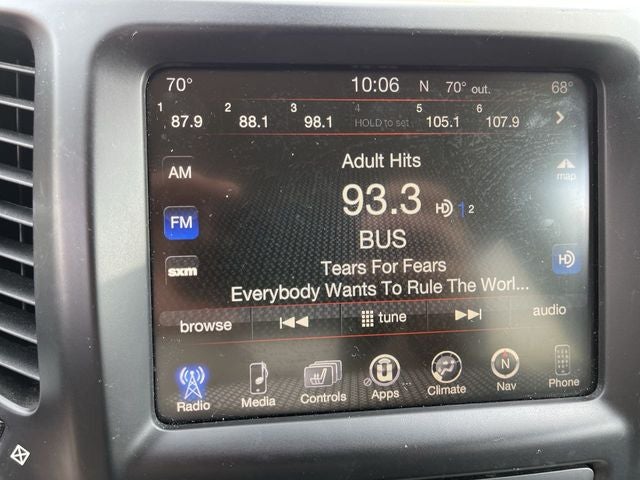 70° 10:06 N 70° out. 68°
1 2 3 4 5 6
87.9 88.1 98.1 HOLD to set 105.1 107.9 >
Adult Hits
AM map
93.3 HD 1 2
FM BUS HD
Tears For Fears
sxm
Everybody Wants To Rule The Worl...
browse tune audio
Radio Media Controls Apps Climate Nav Phone
N